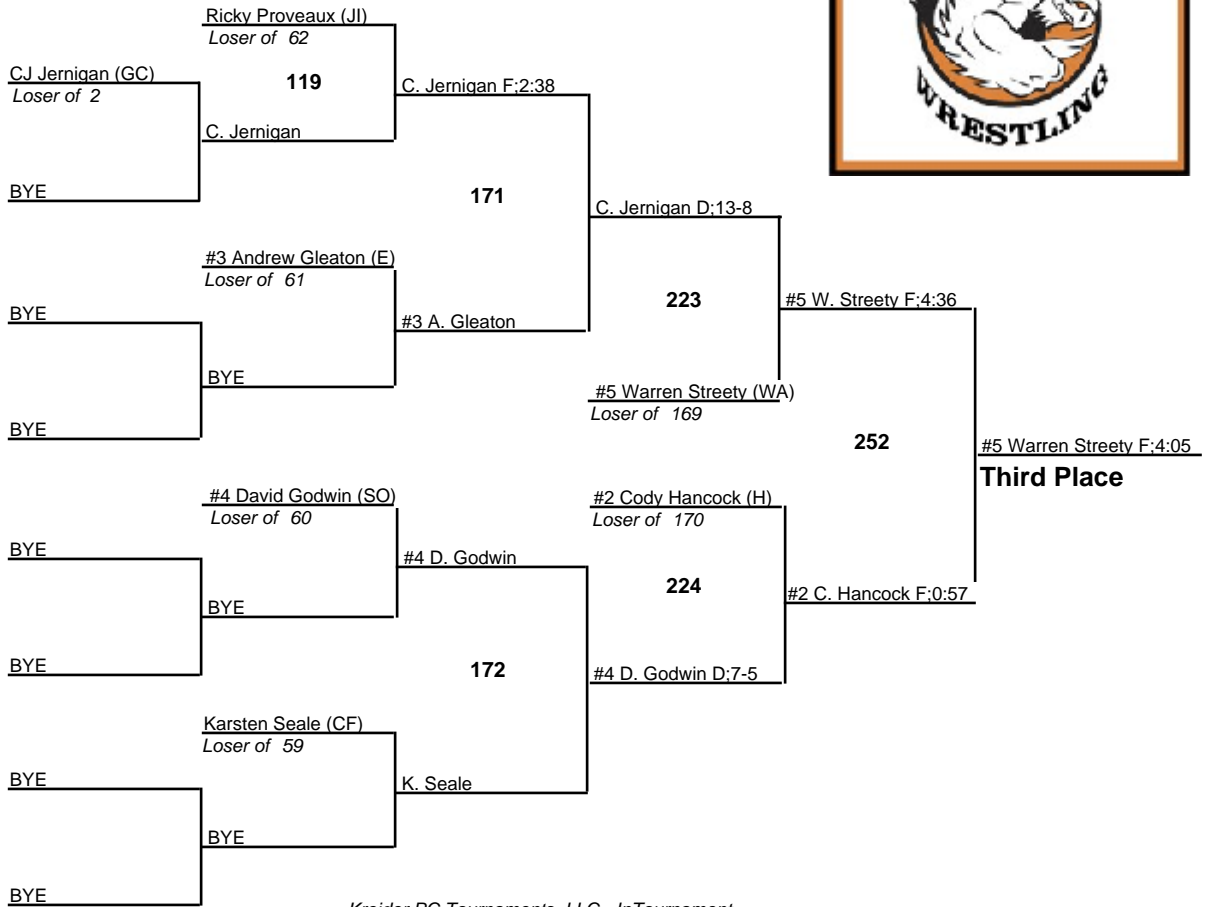 Ricky Proveaux (JI)
Loser of 62
CJ Jernigan (GC)
Loser of 2
119
C. Jernigan F;2:38
C. Jernigan
BYE
171
C. Jernigan D;13-8
#3 Andrew Gleaton (E)
Loser of 61
223
#5 W. Streety F;4:36
BYE
#3 A. Gleaton
BYE
#5 Warren Streety (WA)
Loser of 169
BYE
252
#5 Warren Streety F;4:05
Third Place
#4 David Godwin (SO)
Loser of 60
#2 Cody Hancock (H)
Loser of 170
BYE
#4 D. Godwin
224
#2 C. Hancock F;0:57
BYE
BYE
172
#4 D. Godwin D;7-5
Karsten Seale (CF)
Loser of 59
BYE
K. Seale
BYE
BYE
WRESTLING